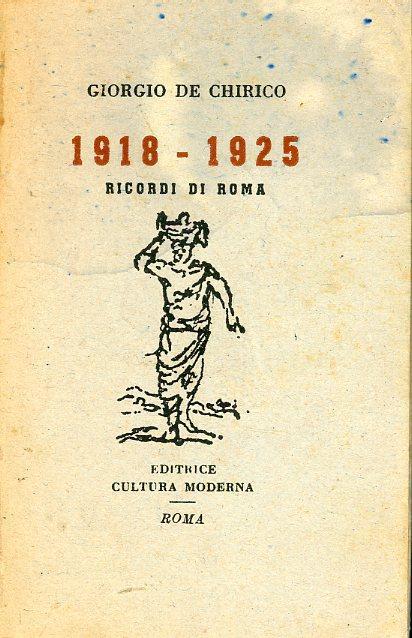 GIORGIO DE CHIRICO
1918 - 1925
RICORDI DI ROMA
EDITRICE
CULTURA MODERNA
ROMA